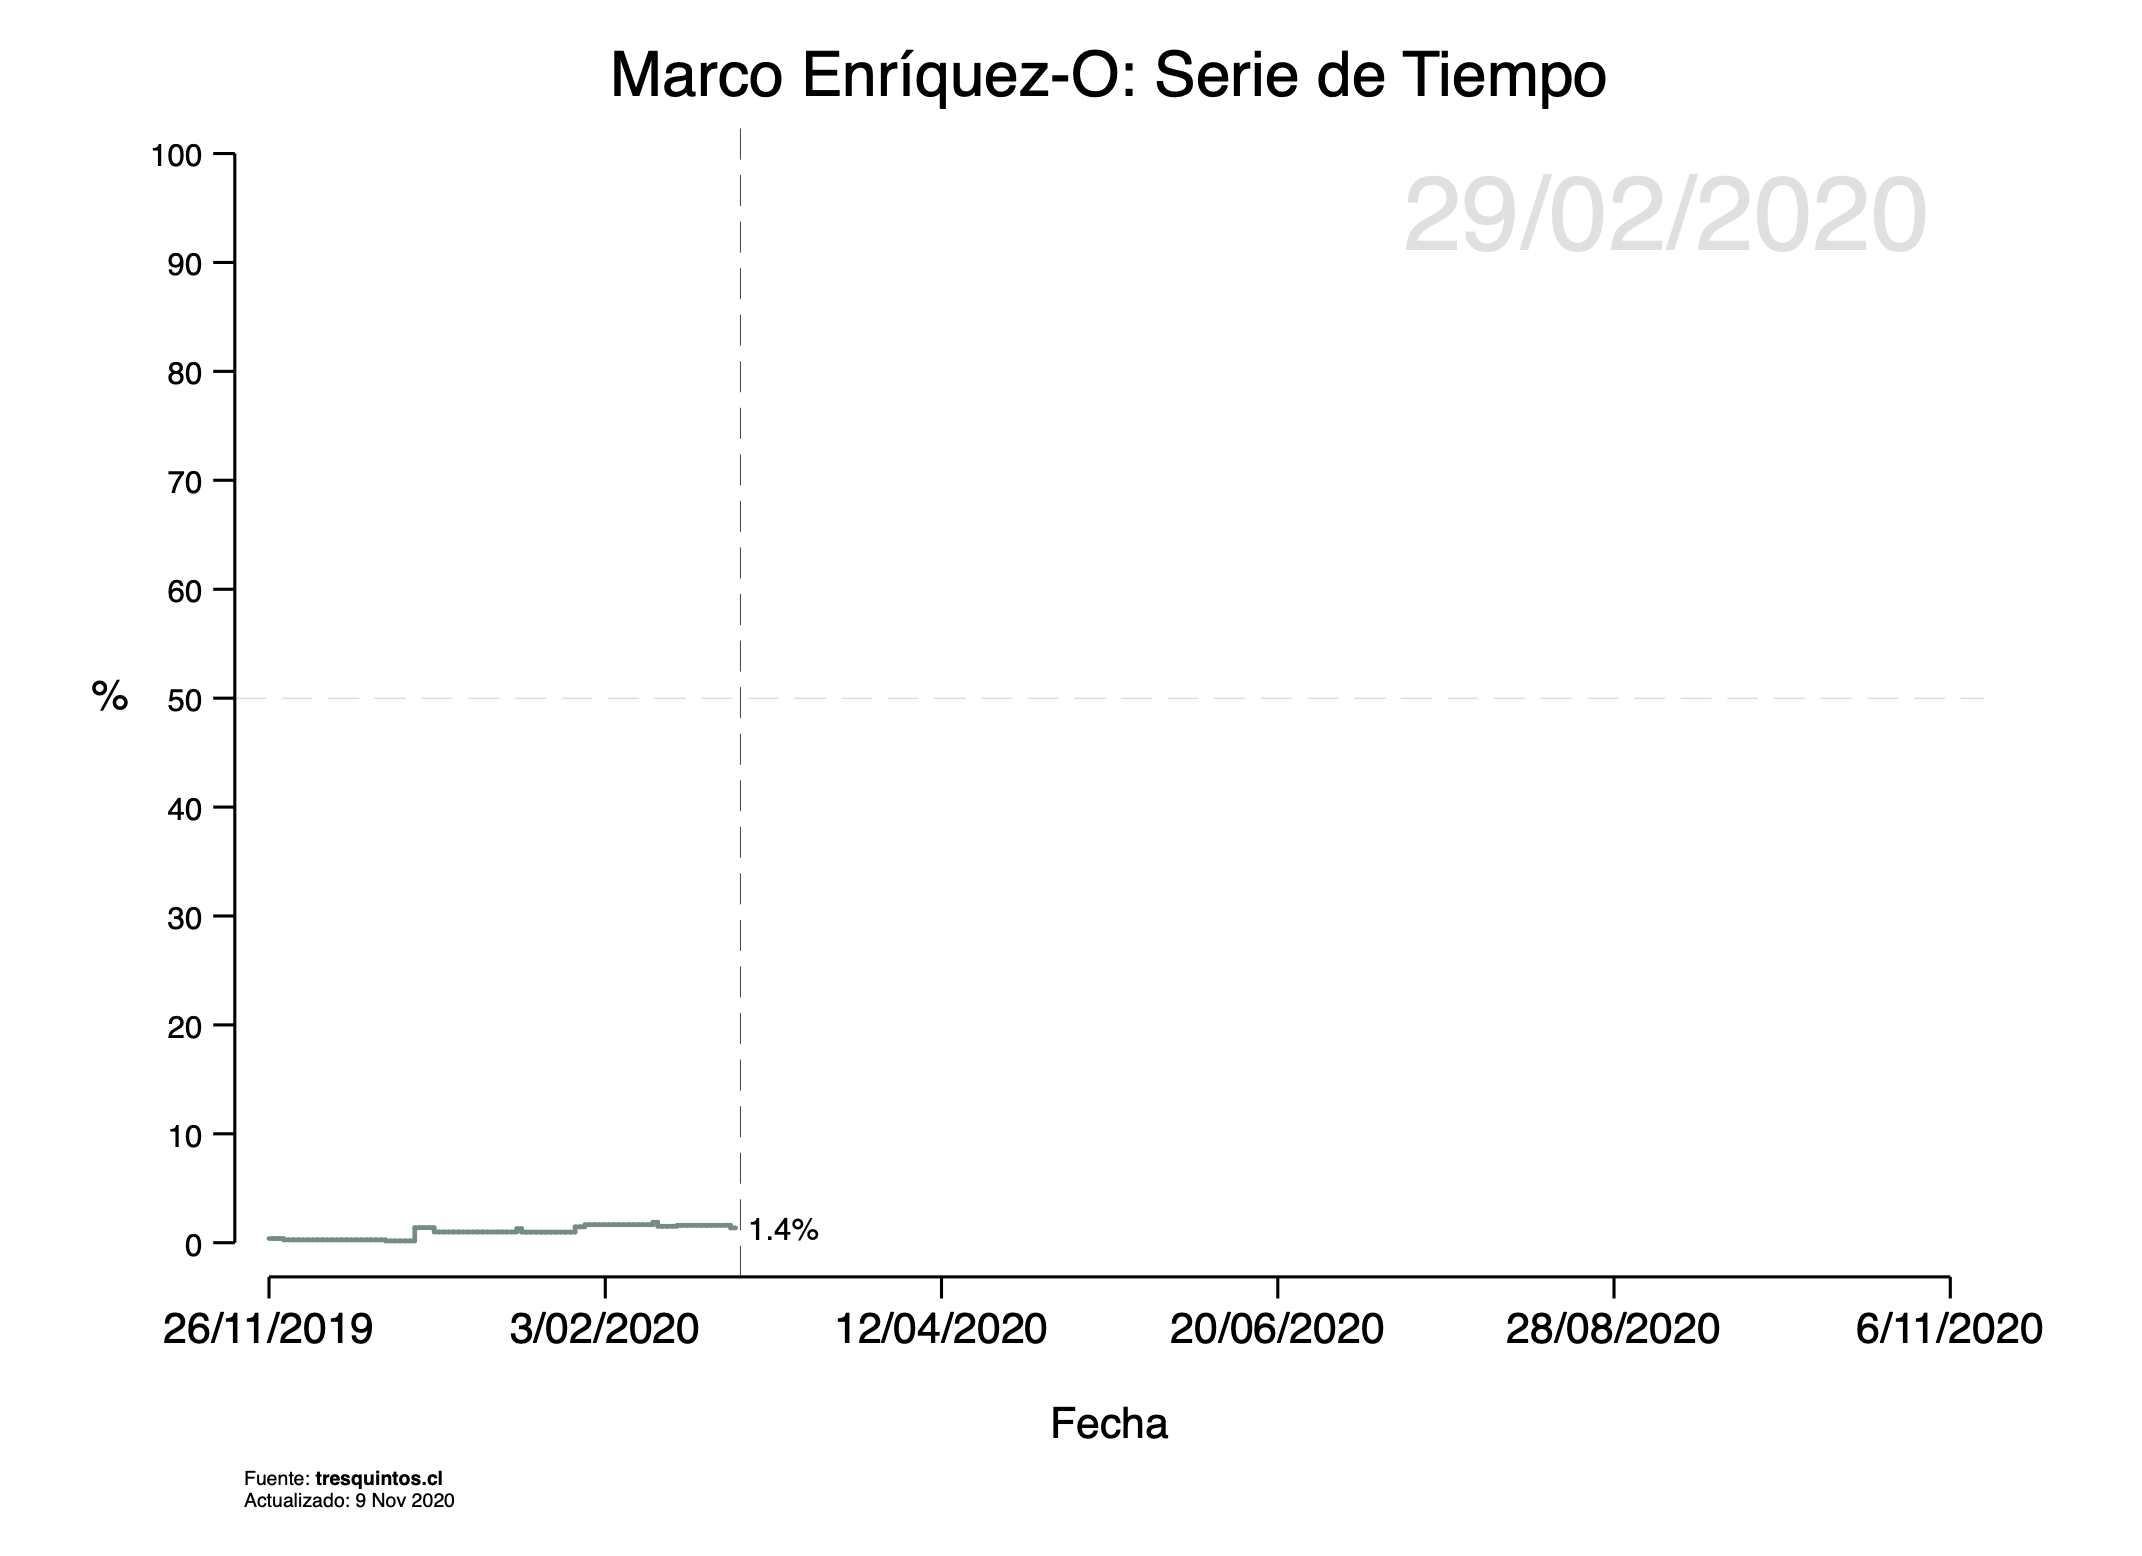 Marco Enríquez-O: Serie de Tiempo
29/02/2020
100
90
80
70
60
%
50
40
30
20
10
0
1.4%
26/11/2019 3/02/2020 12/04/2020 20/06/2020 28/08/2020 6/11/2020
Fecha
Fuente: tresquintos.cl
Actualizado: 9 Nov 2020